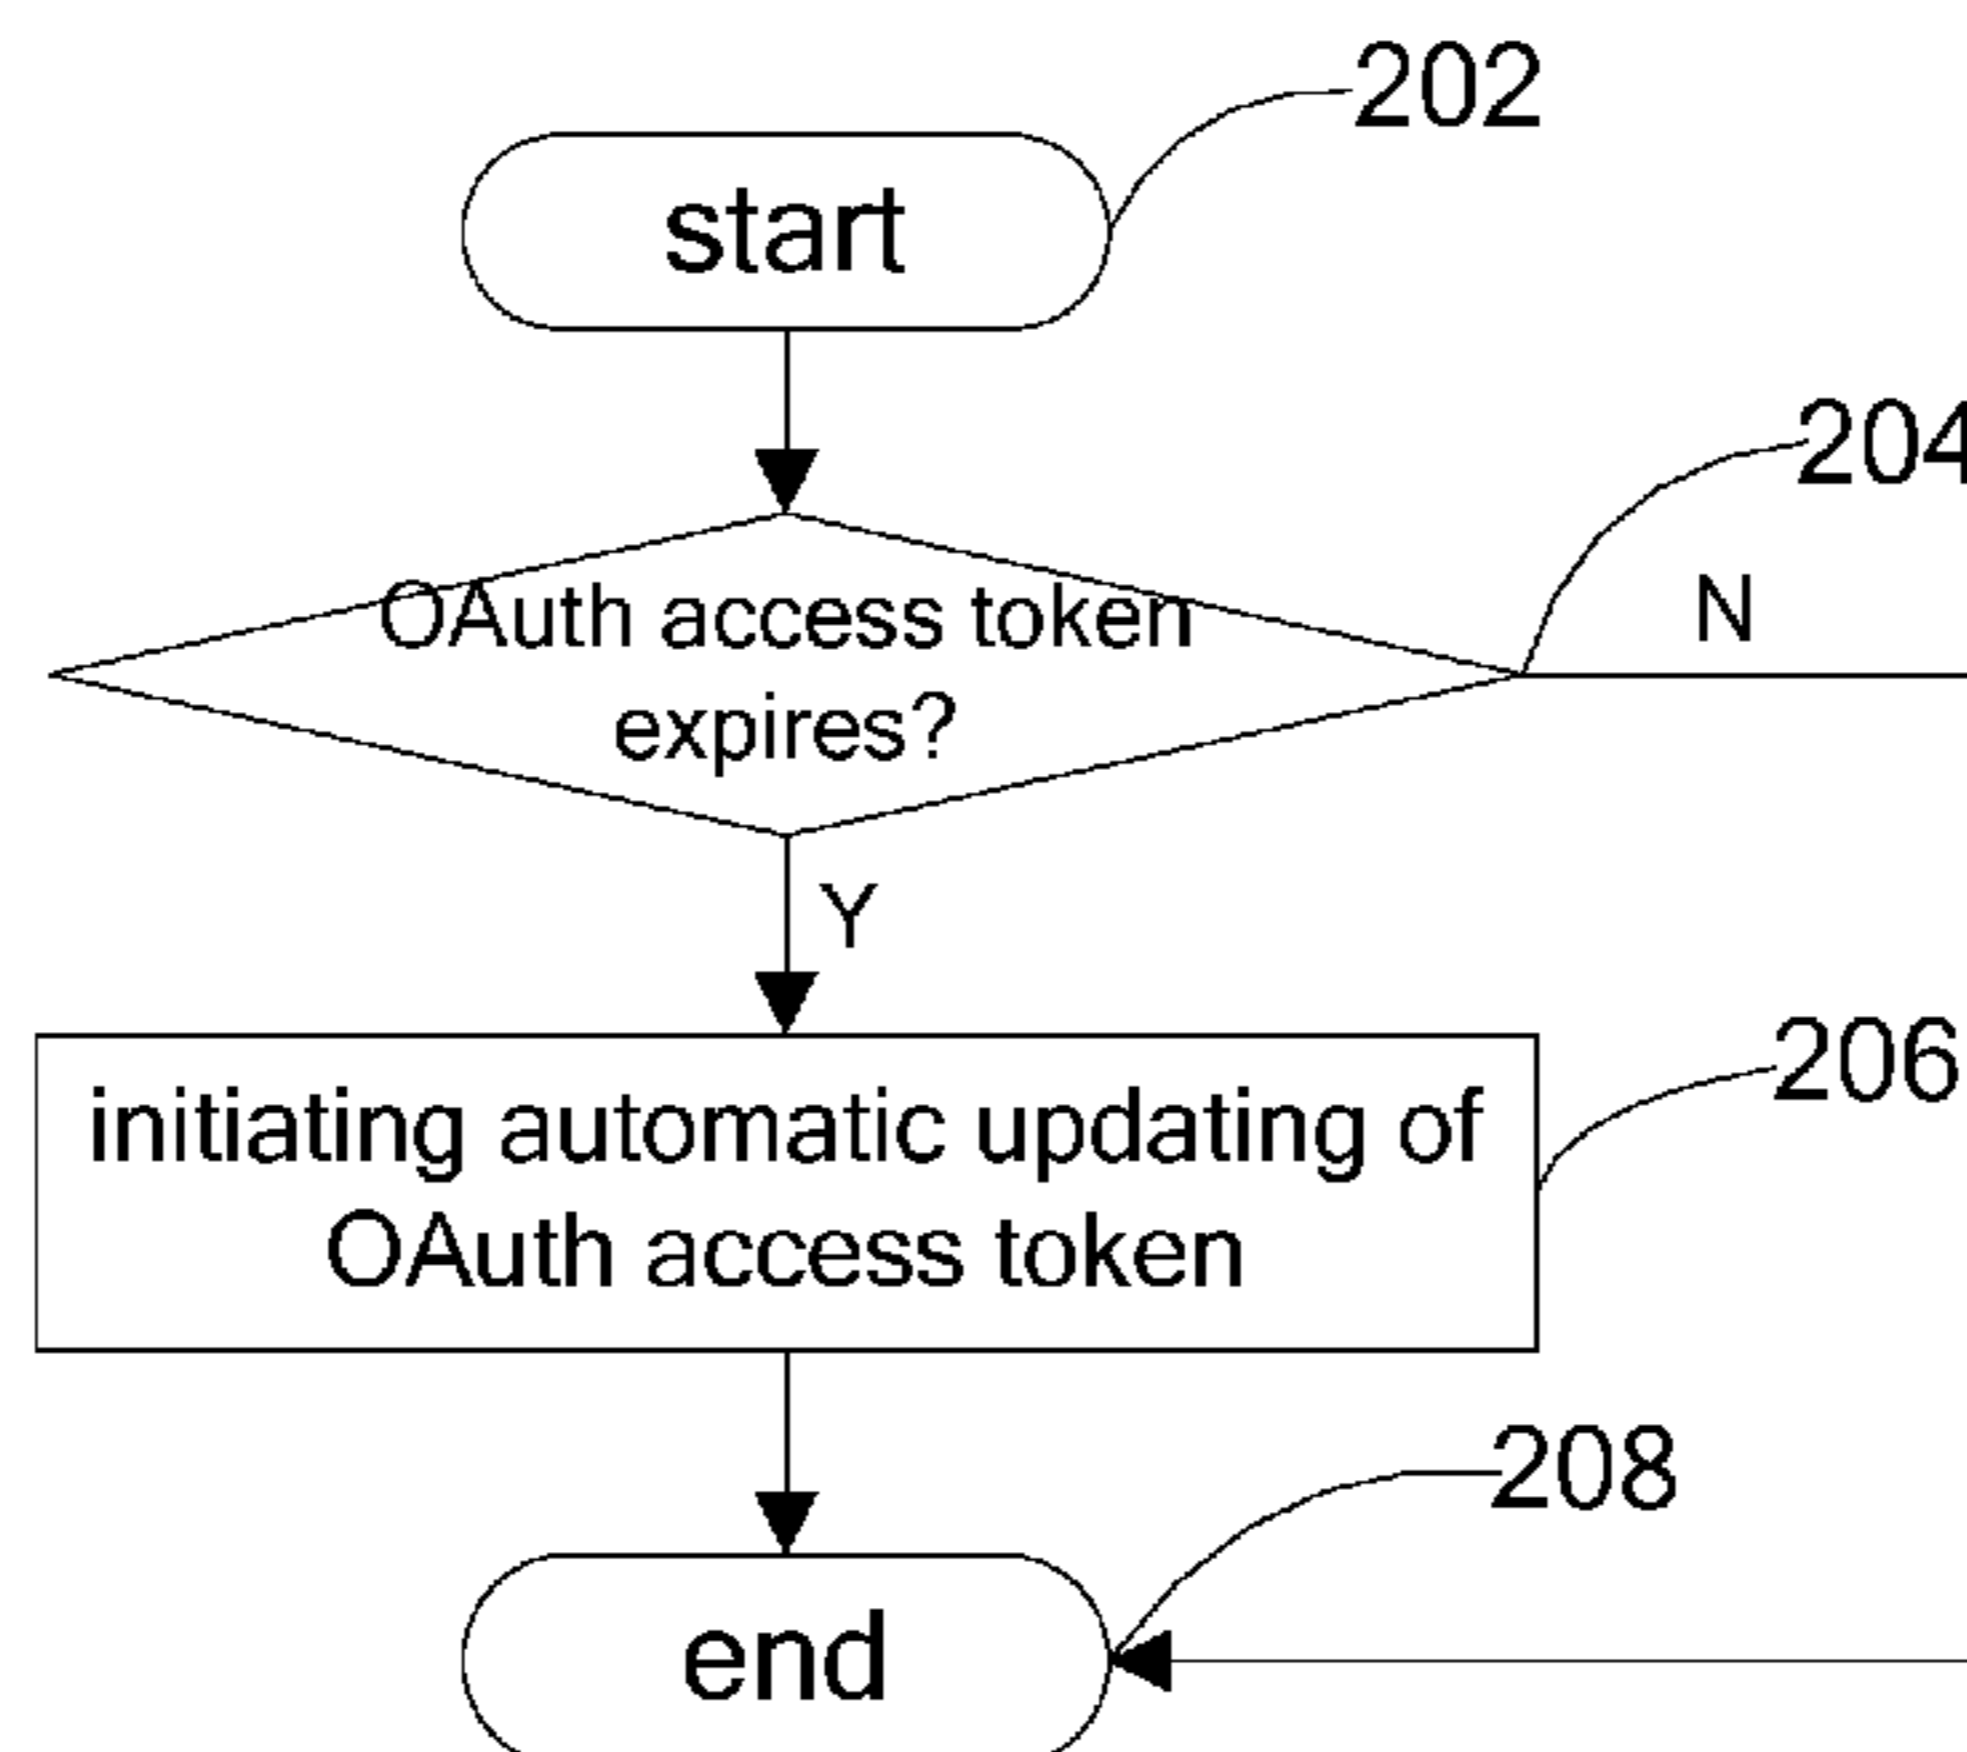 202
start
204
OAuth access token
N
expires?
Y
206
initiating automatic updating of
OAuth access token
208
end